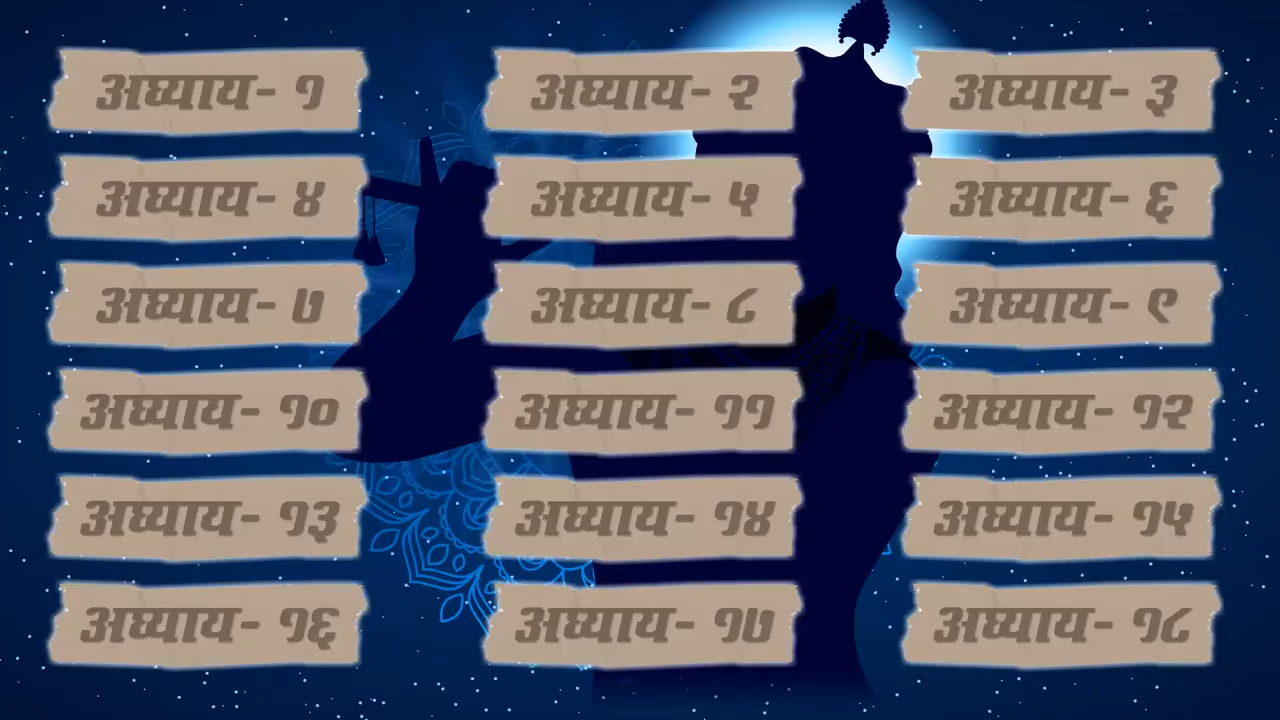 अध्याय- १
अध्याय- २
अध्याय- ३
अध्याय- ४
अध्याय- ५
अध्याय- ६
अध्याय- ७
अध्याय- ८
अध्याय- ९
अध्याय- १०
अध्याय- ११
अध्याय- १२
अध्याय- १३
अध्याय- १४
अध्याय- १५
अध्याय- १६
अध्याय- १७
अध्याय- १८